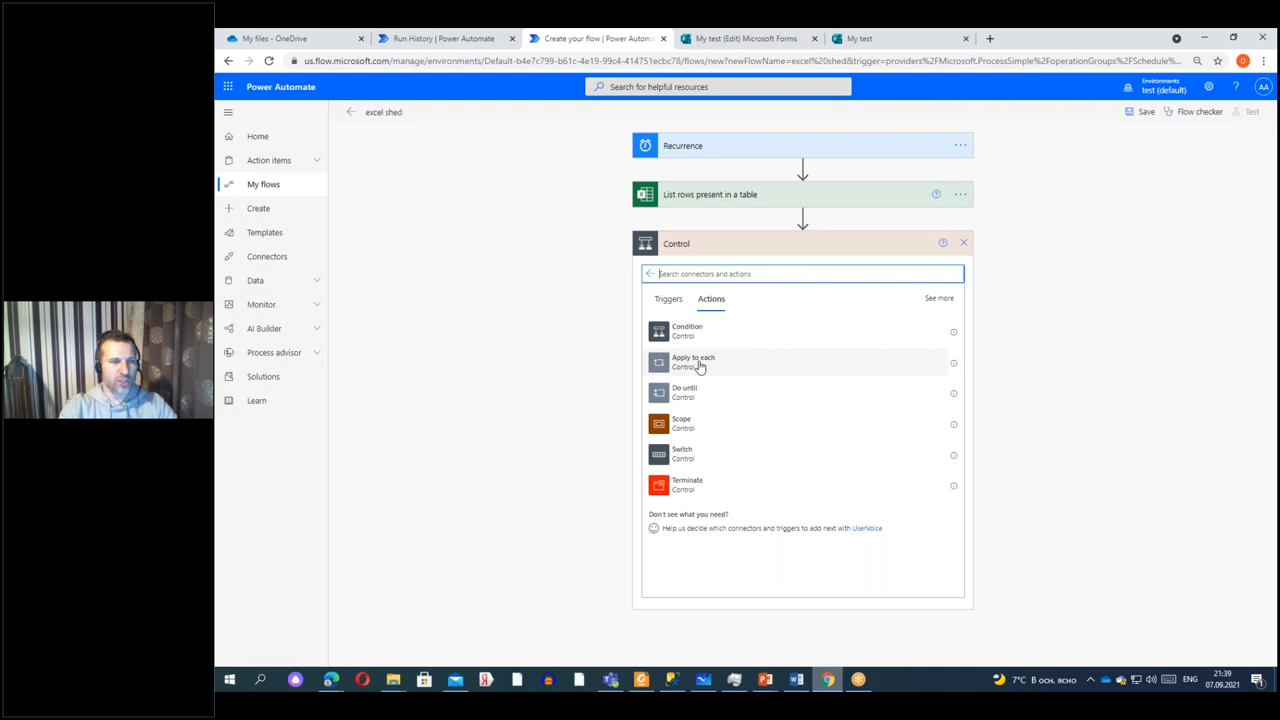 My files - OneDrive
Run History | Power Automate
Create your flow | Power Automa
My test (Edit) Microsoft Forms
My test
us.flow.microsoft.com/manage/environments/Default-b4e7c799-b61c-4e19-99c4-414751ecbc78/flows/new?newFlowName=excel%20shed&trigger=providers%2FMicrosoft.ProcessSimple%2FoperationGroups%2FSchedule%...
D
Power Automate
Search for helpful resources
Environments
test (default)
?
AA
excel shed
Save
Flow checker
Test
Home
Action items
My flows
Create
Templates
Connectors
Data
Monitor
AI Builder
Process advisor
Solutions
Learn
Recurrence
List rows present in a table
Control
Search connectors and actions
Triggers
Actions
See more
Condition
Control
Apply to each
Control
Do until
Control
Scope
Control
Switch
Control
Terminate
Control
Don't see what you need?
Help us decide which connectors and triggers to add next with UserVoice
7°C В осн. ясно
ENG
21:39
07.09.2021
1